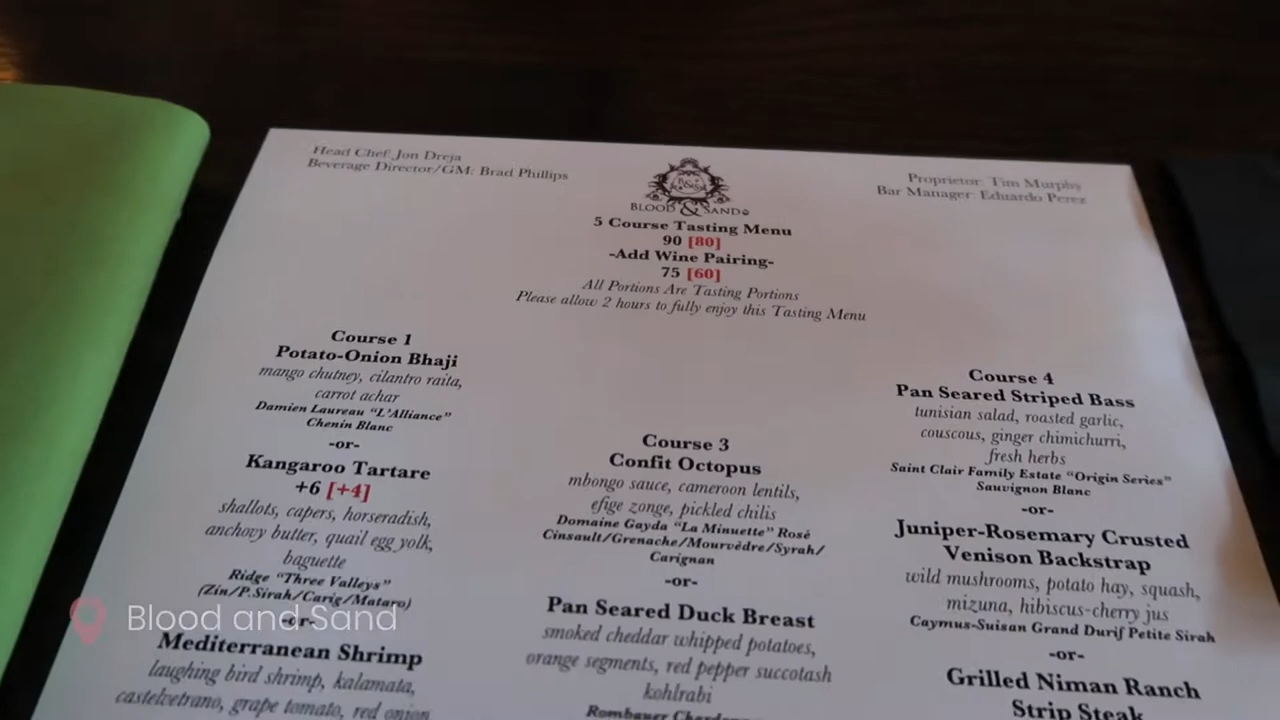 Head Chef: Jon Dreja
Beverage Director/GM: Brad Phillips
Proprietor: Tim Murphy
Bar Manager: Eduardo Perez
B&S
BLOOD & SAND
5 Course Tasting Menu
90 [80]
-Add Wine Pairing-
75 [60]
All Portions Are Tasting Portions
Please allow 2 hours to fully enjoy this Tasting Menu
Course 1
Potato-Onion Bhaji
mango chutney, cilantro raita,
carrot achar
Damien Laureau "L'Alliance"
Chenin Blanc
-or-
Kangaroo Tartare
+6 [+4]
shallots, capers, horseradish,
anchovy butter, quail egg yolk,
baguette
Ridge "Three Valleys"
(Zin/P.Sirah/Carig/Mataro)
-or-
Mediterranean Shrimp
laughing bird shrimp, kalamata,
castelvetrano, grape tomato, red onion
Course 3
Confit Octopus
mbongo sauce, cameroon lentils,
efige zonge, pickled chilis
Domaine Gayda "La Minuette" Rosé
Cinsault/Grenache/Mourvèdre/Syrah/
Carignan
-or-
Pan Seared Duck Breast
smoked cheddar whipped potatoes,
orange segments, red pepper succotash
kohlrabi
Rombauer
Course 4
Pan Seared Striped Bass
tunisian salad, roasted garlic,
couscous, ginger chimichurri,
fresh herbs
Saint Clair Family Estate "Origin Series"
Sauvignon Blanc
-or-
Juniper-Rosemary Crusted
Venison Backstrap
wild mushrooms, potato hay, squash,
mizuna, hibiscus-cherry jus
Caymus-Suisan Grand Durif Petite Sirah
-or-
Grilled Niman Ranch
Strip Steak
Blood and Sand